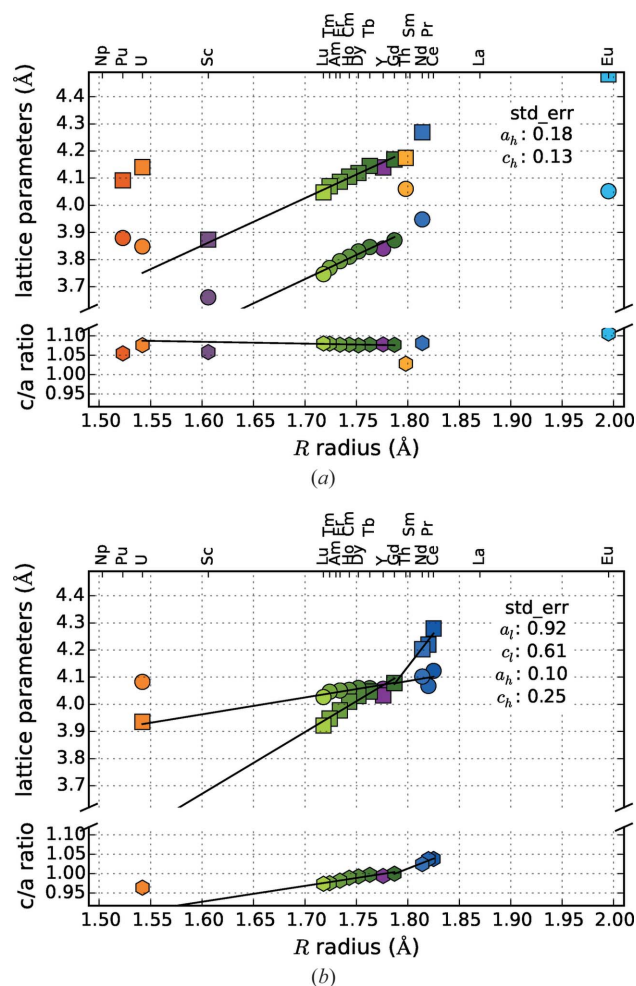 Np Pu U Sc Lu Tm Am Er Ho Cm Dy Tb Y Gd Th Sm Nd Pr Ce La Eu
lattice parameters (Å)
4.4
4.3
4.2
4.1
4.0
3.9
3.8
3.7
std_err
a_h: 0.18
c_h: 0.13
c/a ratio
1.10
1.05
1.00
0.95
1.50 1.55 1.60 1.65 1.70 1.75 1.80 1.85 1.90 1.95 2.00
R radius (Å)
(a)
Np Pu U Sc Lu Tm Am Er Ho Cm Dy Tb Y Gd Th Sm Nd Pr Ce La Eu
lattice parameters (Å)
4.4
4.3
4.2
4.1
4.0
3.9
3.8
3.7
std_err
a_l: 0.92
c_l: 0.61
a_h: 0.10
c_h: 0.25
c/a ratio
1.10
1.05
1.00
0.95
1.50 1.55 1.60 1.65 1.70 1.75 1.80 1.85 1.90 1.95 2.00
R radius (Å)
(b)